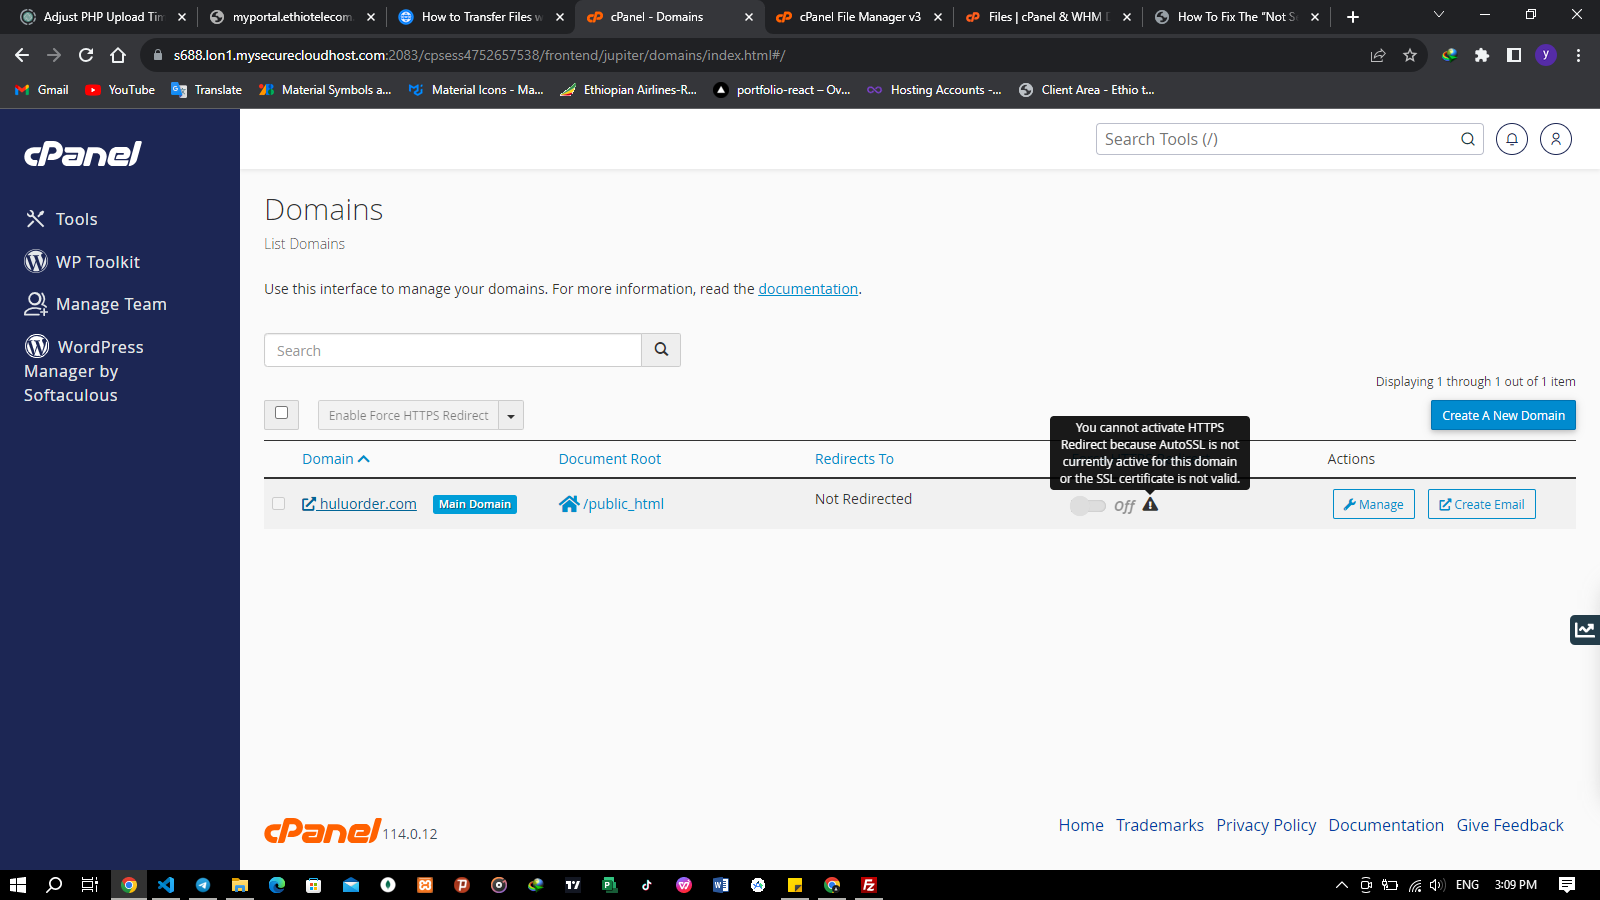 Adjust PHP Upload Tim
myportal.ethiotelecom.
How to Transfer Files w
cPanel - Domains
cPanel File Manager v3
Files | cPanel & WHM D
How To Fix The “Not Se
s688.lon1.mysecurecloudhost.com:2083/cpsess4752657538/frontend/jupiter/domains/index.html#/
y
Gmail
YouTube
Translate
Material Symbols a...
Material Icons - Ma...
Ethiopian Airlines-R...
portfolio-react – Ov...
Hosting Accounts -...
Client Area - Ethio t...
cPanel
Search Tools (/)
Tools
WP Toolkit
Manage Team
WordPress
Manager by
Softaculous
Domains
List Domains
Use this interface to manage your domains. For more information, read the documentation.
Search
Displaying 1 through 1 out of 1 item
Enable Force HTTPS Redirect
Create A New Domain
You cannot activate HTTPS
Redirect because AutoSSL is not
currently active for this domain
or the SSL certificate is not valid.
Domain
Document Root
Redirects To
Actions
huluorder.com
Main Domain
/public_html
Not Redirected
Off
Manage
Create Email
cPanel 114.0.12
Home
Trademarks
Privacy Policy
Documentation
Give Feedback
ENG
3:09 PM